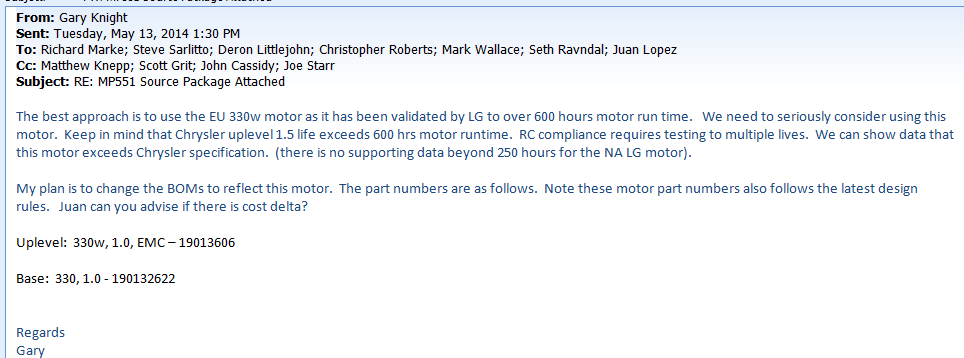 From: Gary Knight
Sent: Tuesday, May 13, 2014 1:30 PM
To: Richard Marke; Steve Sarlitto; Deron Littlejohn; Christopher Roberts; Mark Wallace; Seth Ravndal; Juan Lopez
Cc: Matthew Knepp; Scott Grit; John Cassidy; Joe Starr
Subject: RE: MP551 Source Package Attached
The best approach is to use the EU 330w motor as it has been validated by LG to over 600 hours motor run time.   We need to seriously consider using this
motor.  Keep in mind that Chrysler uplevel 1.5 life exceeds 600 hrs motor runtime.  RC compliance requires testing to multiple lives.  We can show data that
this motor exceeds Chrysler specification.  (there is no supporting data beyond 250 hours for the NA LG motor).
My plan is to change the BOMs to reflect this motor.  The part numbers are as follows.  Note these motor part numbers also follows the latest design
rules.   Juan can you advise if there is cost delta?
Uplevel:  330w, 1.0, EMC – 19013606
Base:  330, 1.0 - 190132622
Regards
Gary